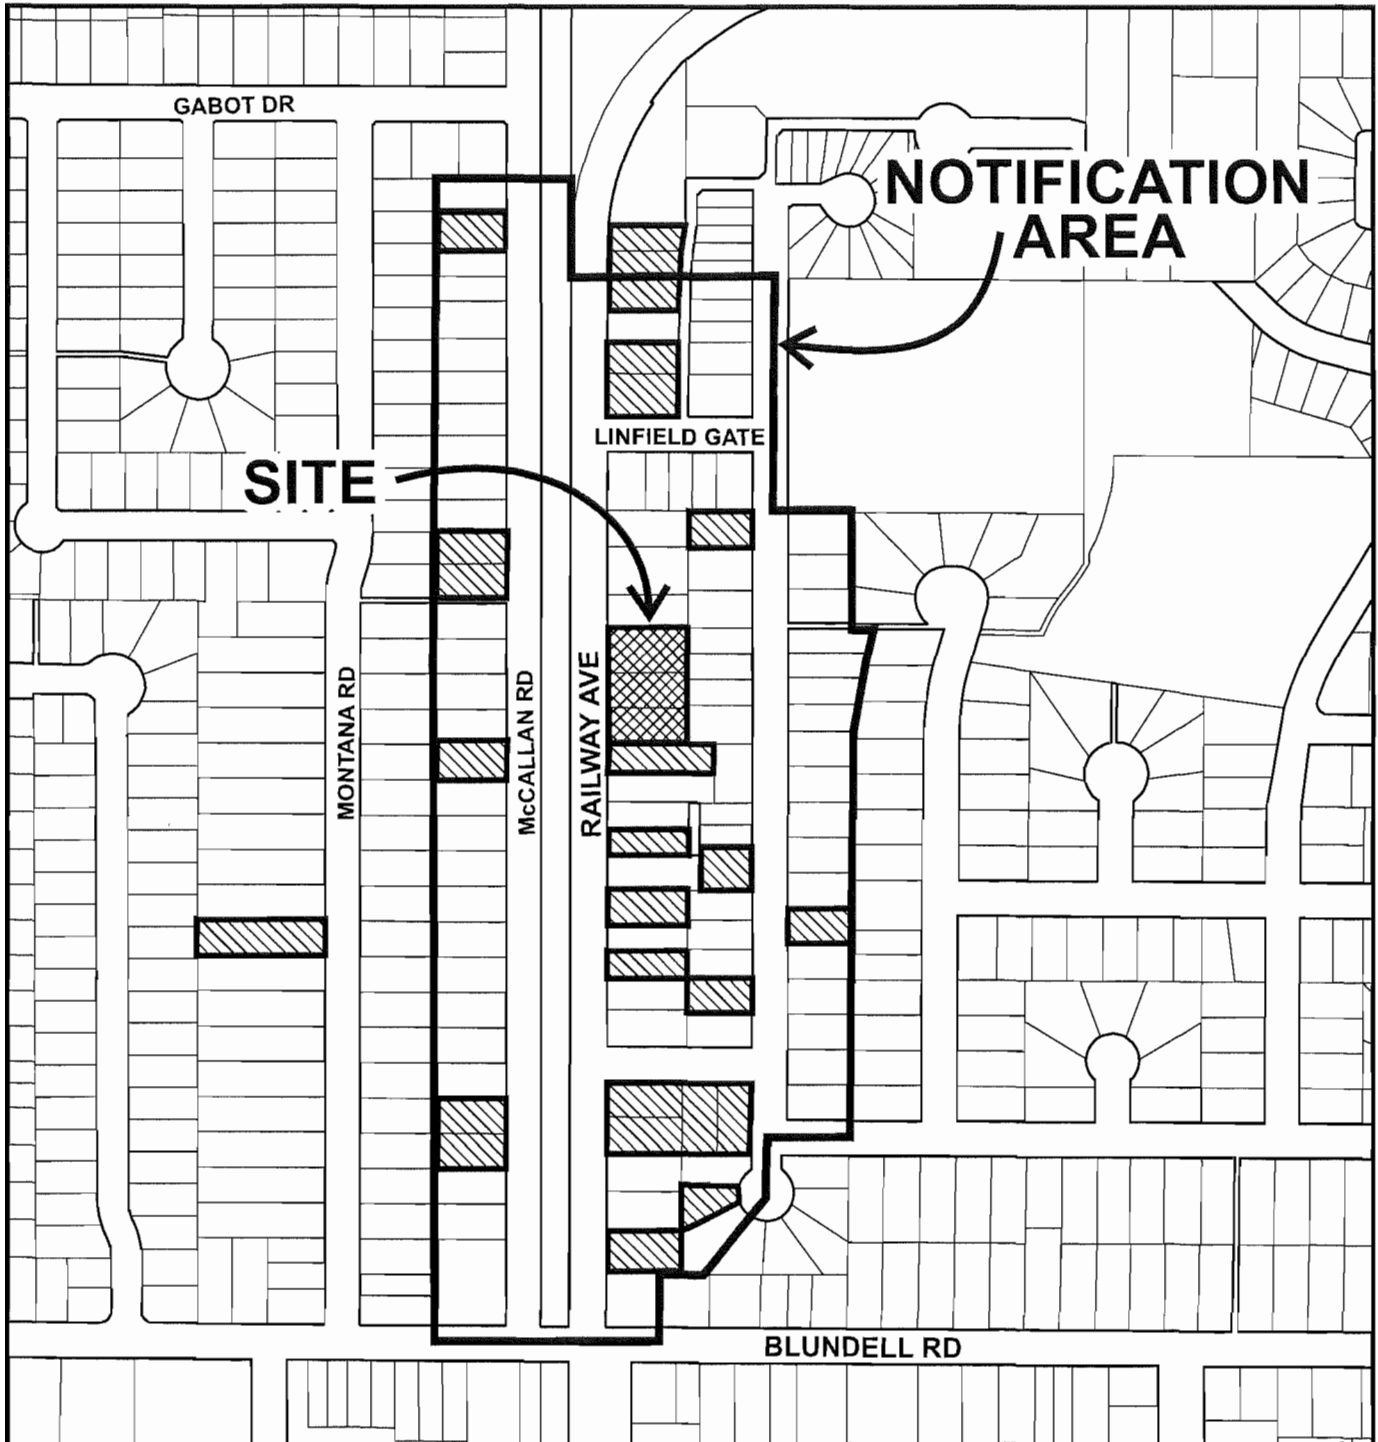 GABOT DR
NOTIFICATION
AREA
LINFIELD GATE
SITE
MONTANA RD
McCALLAN RD
RAILWAY AVE
BLUNDELL RD